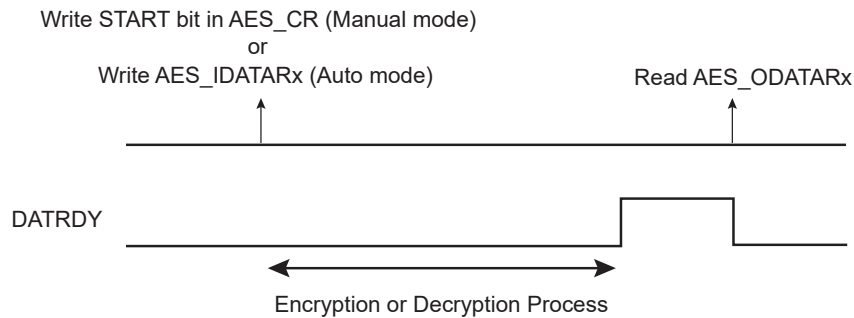 Write START bit in AES_CR (Manual mode)
or
Write AES_IDATARx (Auto mode)
Read AES_ODATARx
DATRDY
Encryption or Decryption Process